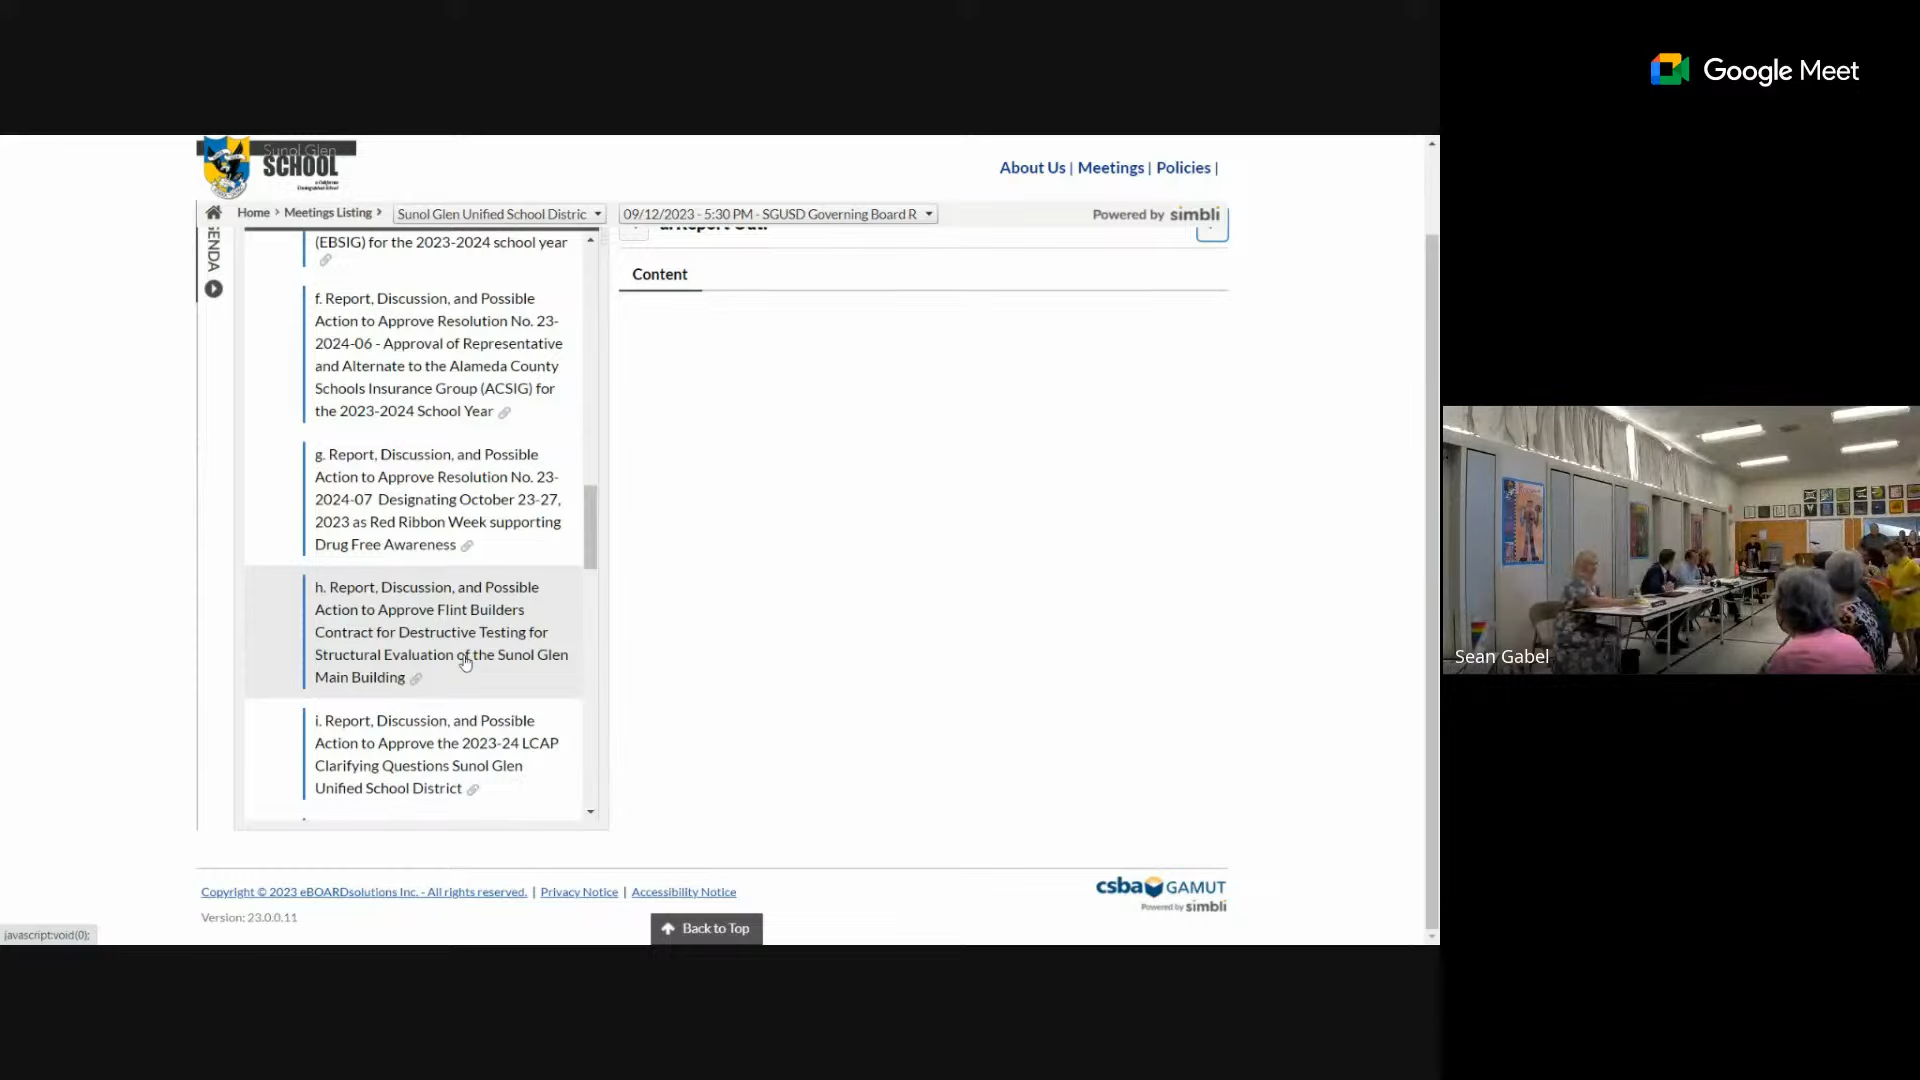 Google Meet
Sunol Glen
SCHOOL
About Us | Meetings | Policies |
Home > Meetings Listing > Sunol Glen Unified School Distric 09/12/2023 - 5:30 PM - SGUSD Governing Board R Powered by simbli
ENDA
(EBSIG) for the 2023-2024 school year
a. Report Out:
Content
f. Report, Discussion, and Possible
Action to Approve Resolution No. 23-
2024-06 - Approval of Representative
and Alternate to the Alameda County
Schools Insurance Group (ACSIG) for
the 2023-2024 School Year
g. Report, Discussion, and Possible
Action to Approve Resolution No. 23-
2024-07 Designating October 23-27,
2023 as Red Ribbon Week supporting
Drug Free Awareness
h. Report, Discussion, and Possible
Action to Approve Flint Builders
Contract for Destructive Testing for
Structural Evaluation of the Sunol Glen
Main Building
i. Report, Discussion, and Possible
Action to Approve the 2023-24 LCAP
Clarifying Questions Sunol Glen
Unified School District
Sean Gabel
Copyright © 2023 eBOARDsolutions Inc. - All rights reserved. | Privacy Notice | Accessibility Notice
Version: 23.0.0.11
csba GAMUT
Powered by simbli
Back to Top
javascript:void(0);